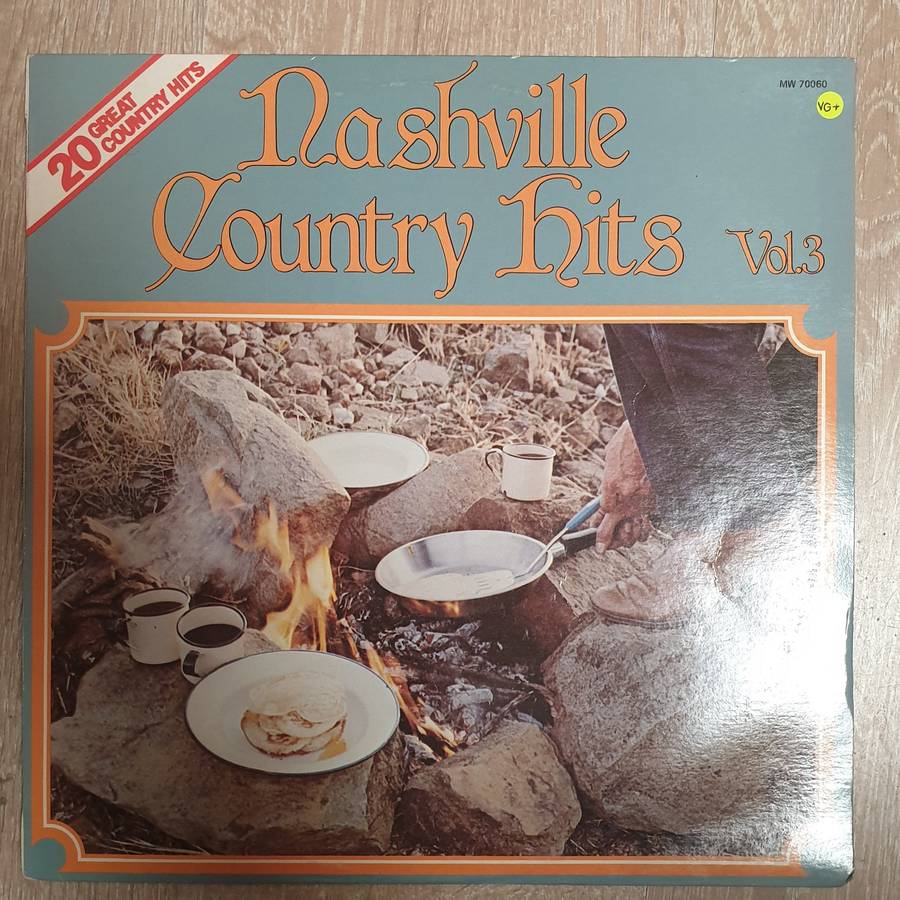 20 GREAT
COUNTRY HITS
Nashville
Country Hits
Vol.3
MW 70060
VG+